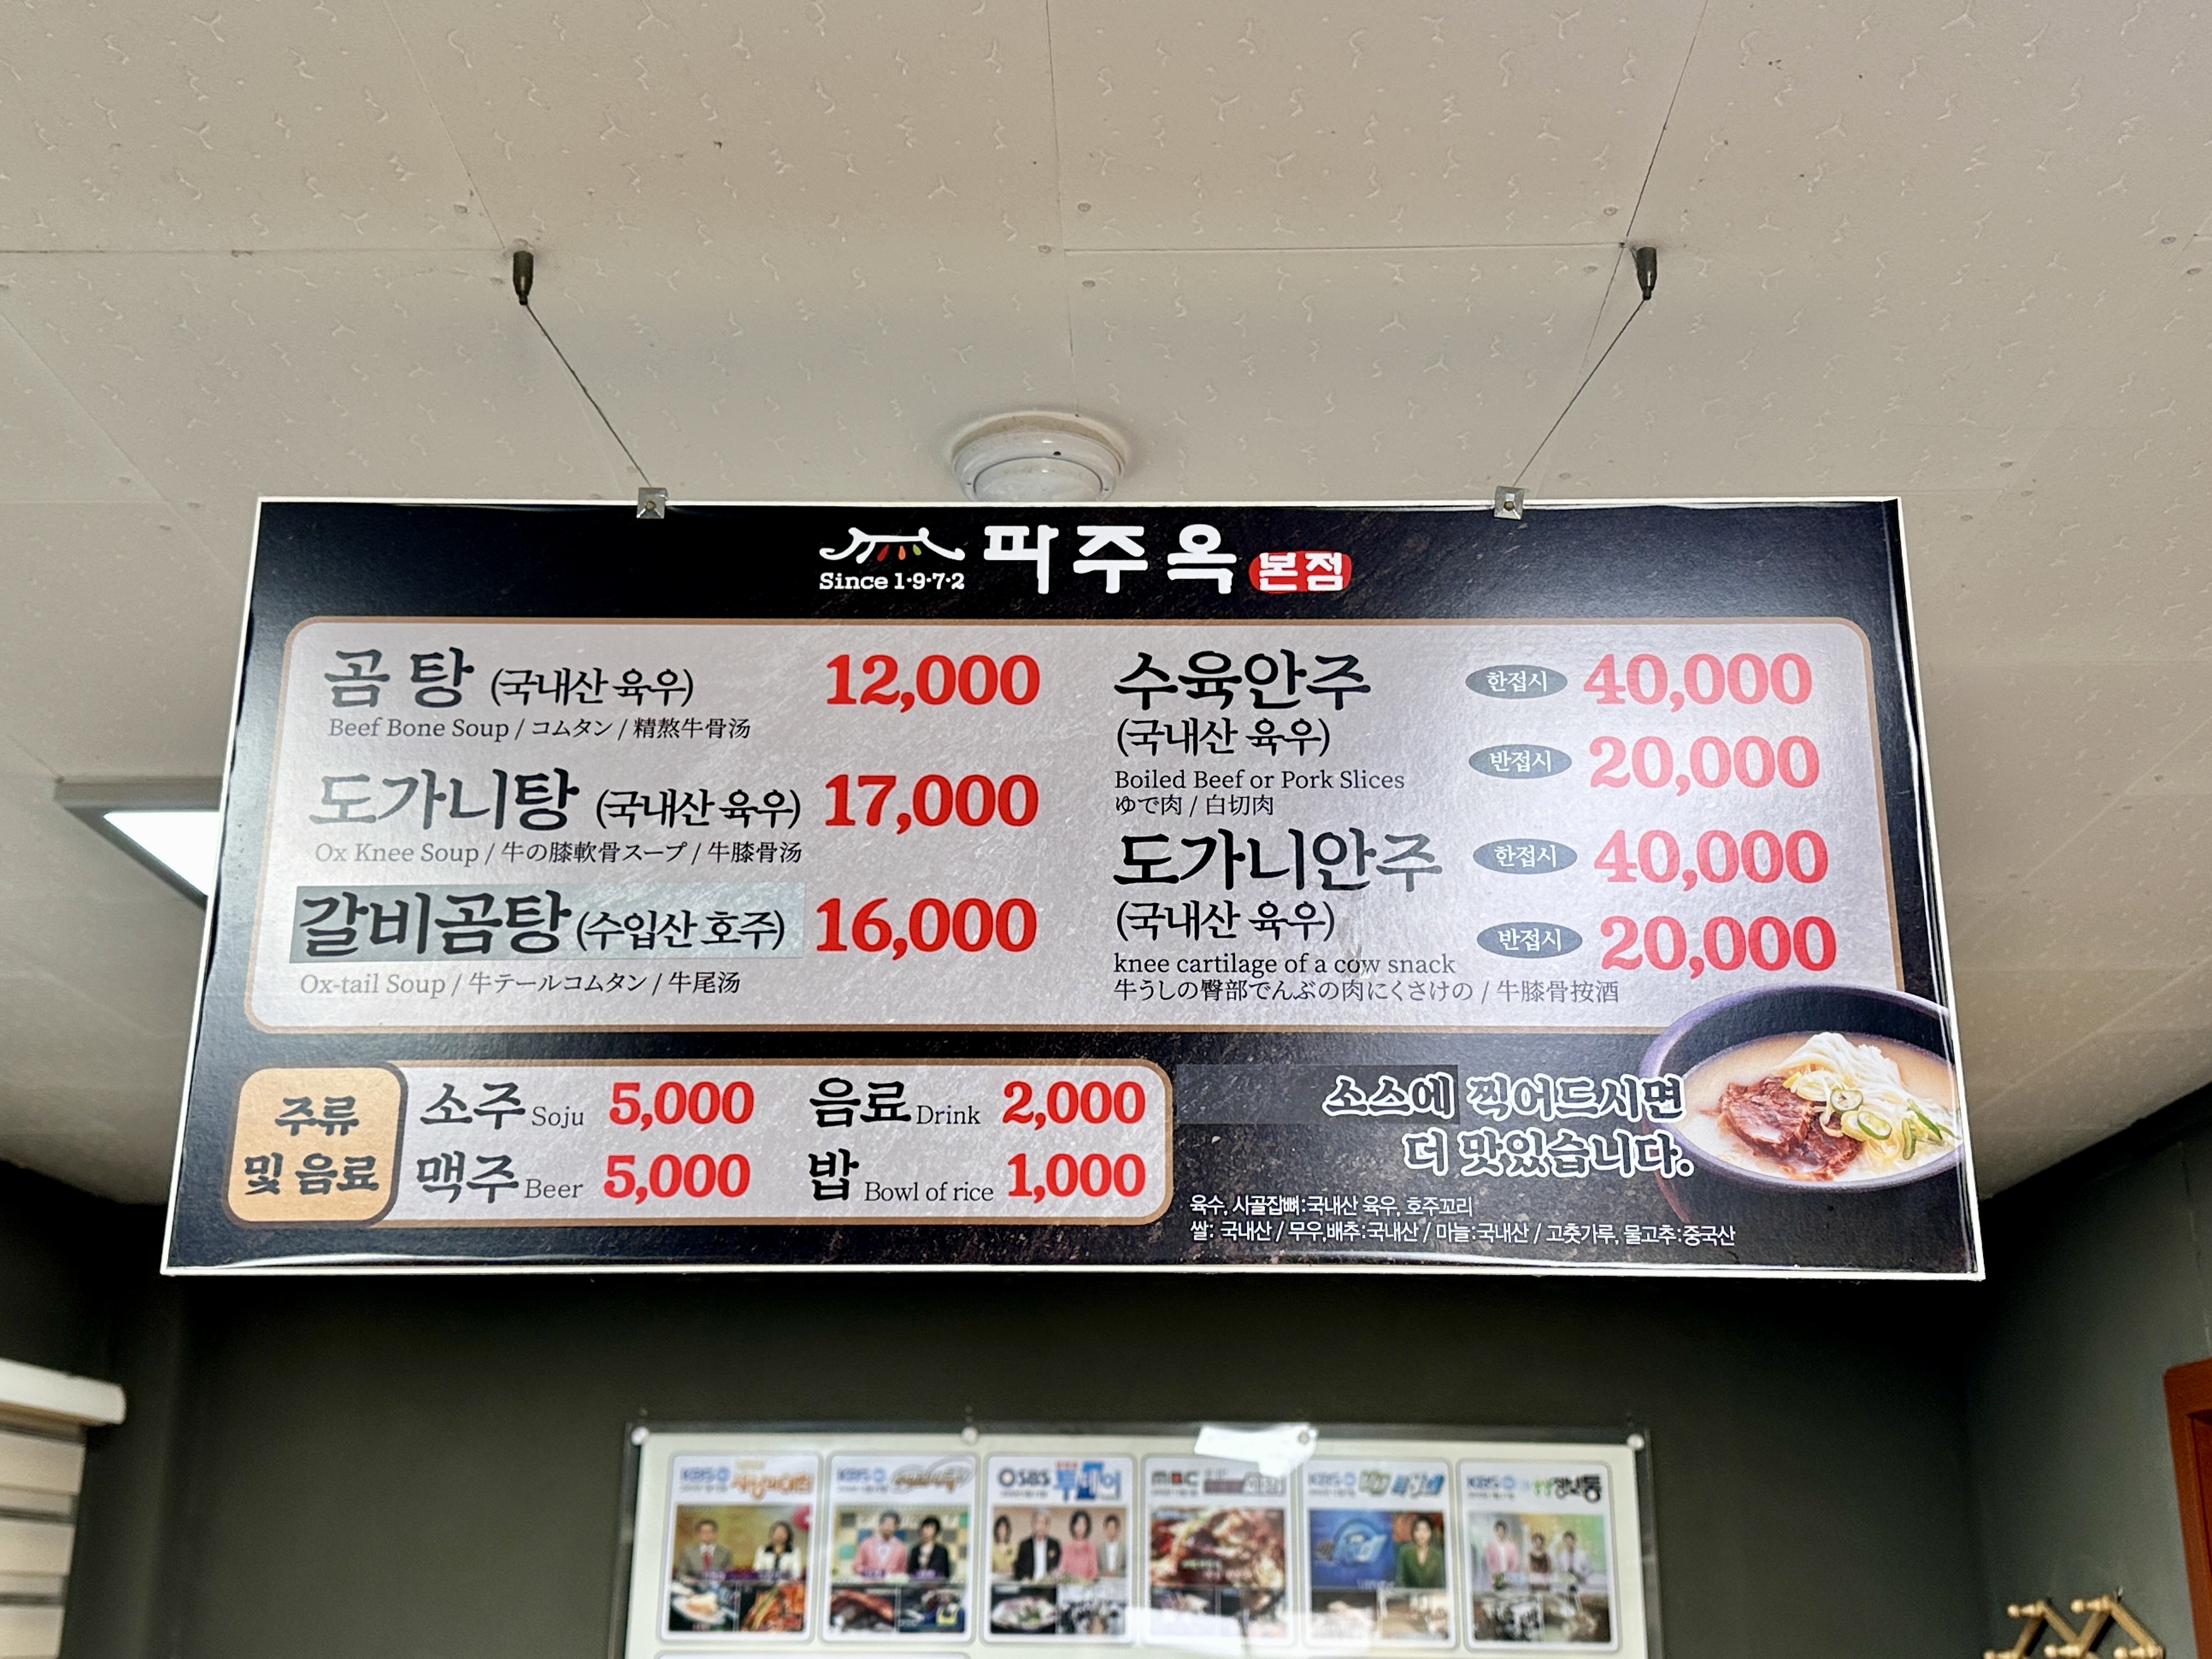 Since 1·9·7·2 파주옥 본점
곰탕 (국내산 육우) 12,000
Beef Bone Soup / コムタン / 精熬牛骨汤
도가니탕 (국내산 육우) 17,000
Ox Knee Soup / 牛の膝軟骨スープ / 牛膝骨汤
갈비곰탕 (수입산 호주) 16,000
Ox-tail Soup / 牛テールコムタン / 牛尾汤
수육안주 한접시 40,000
(국내산 육우) 반접시 20,000
Boiled Beef or Pork Slices
ゆで肉 / 白切肉
도가니안주 한접시 40,000
(국내산 육우) 반접시 20,000
knee cartilage of a cow snack
牛うしの臀部でんぶの肉にくさけの / 牛膝骨按酒
주류
및 음료
소주 Soju 5,000 음료 Drink 2,000
맥주 Beer 5,000 밥 Bowl of rice 1,000
소스에 찍어드시면
더 맛있습니다.
육수, 사골잡뼈:국내산 육우, 호주꼬리
쌀: 국내산 / 무우,배추:국내산 / 마늘:국내산 / 고춧가루, 물고추:중국산
KBS
KBS
SBS
MBC
KBS
KBS